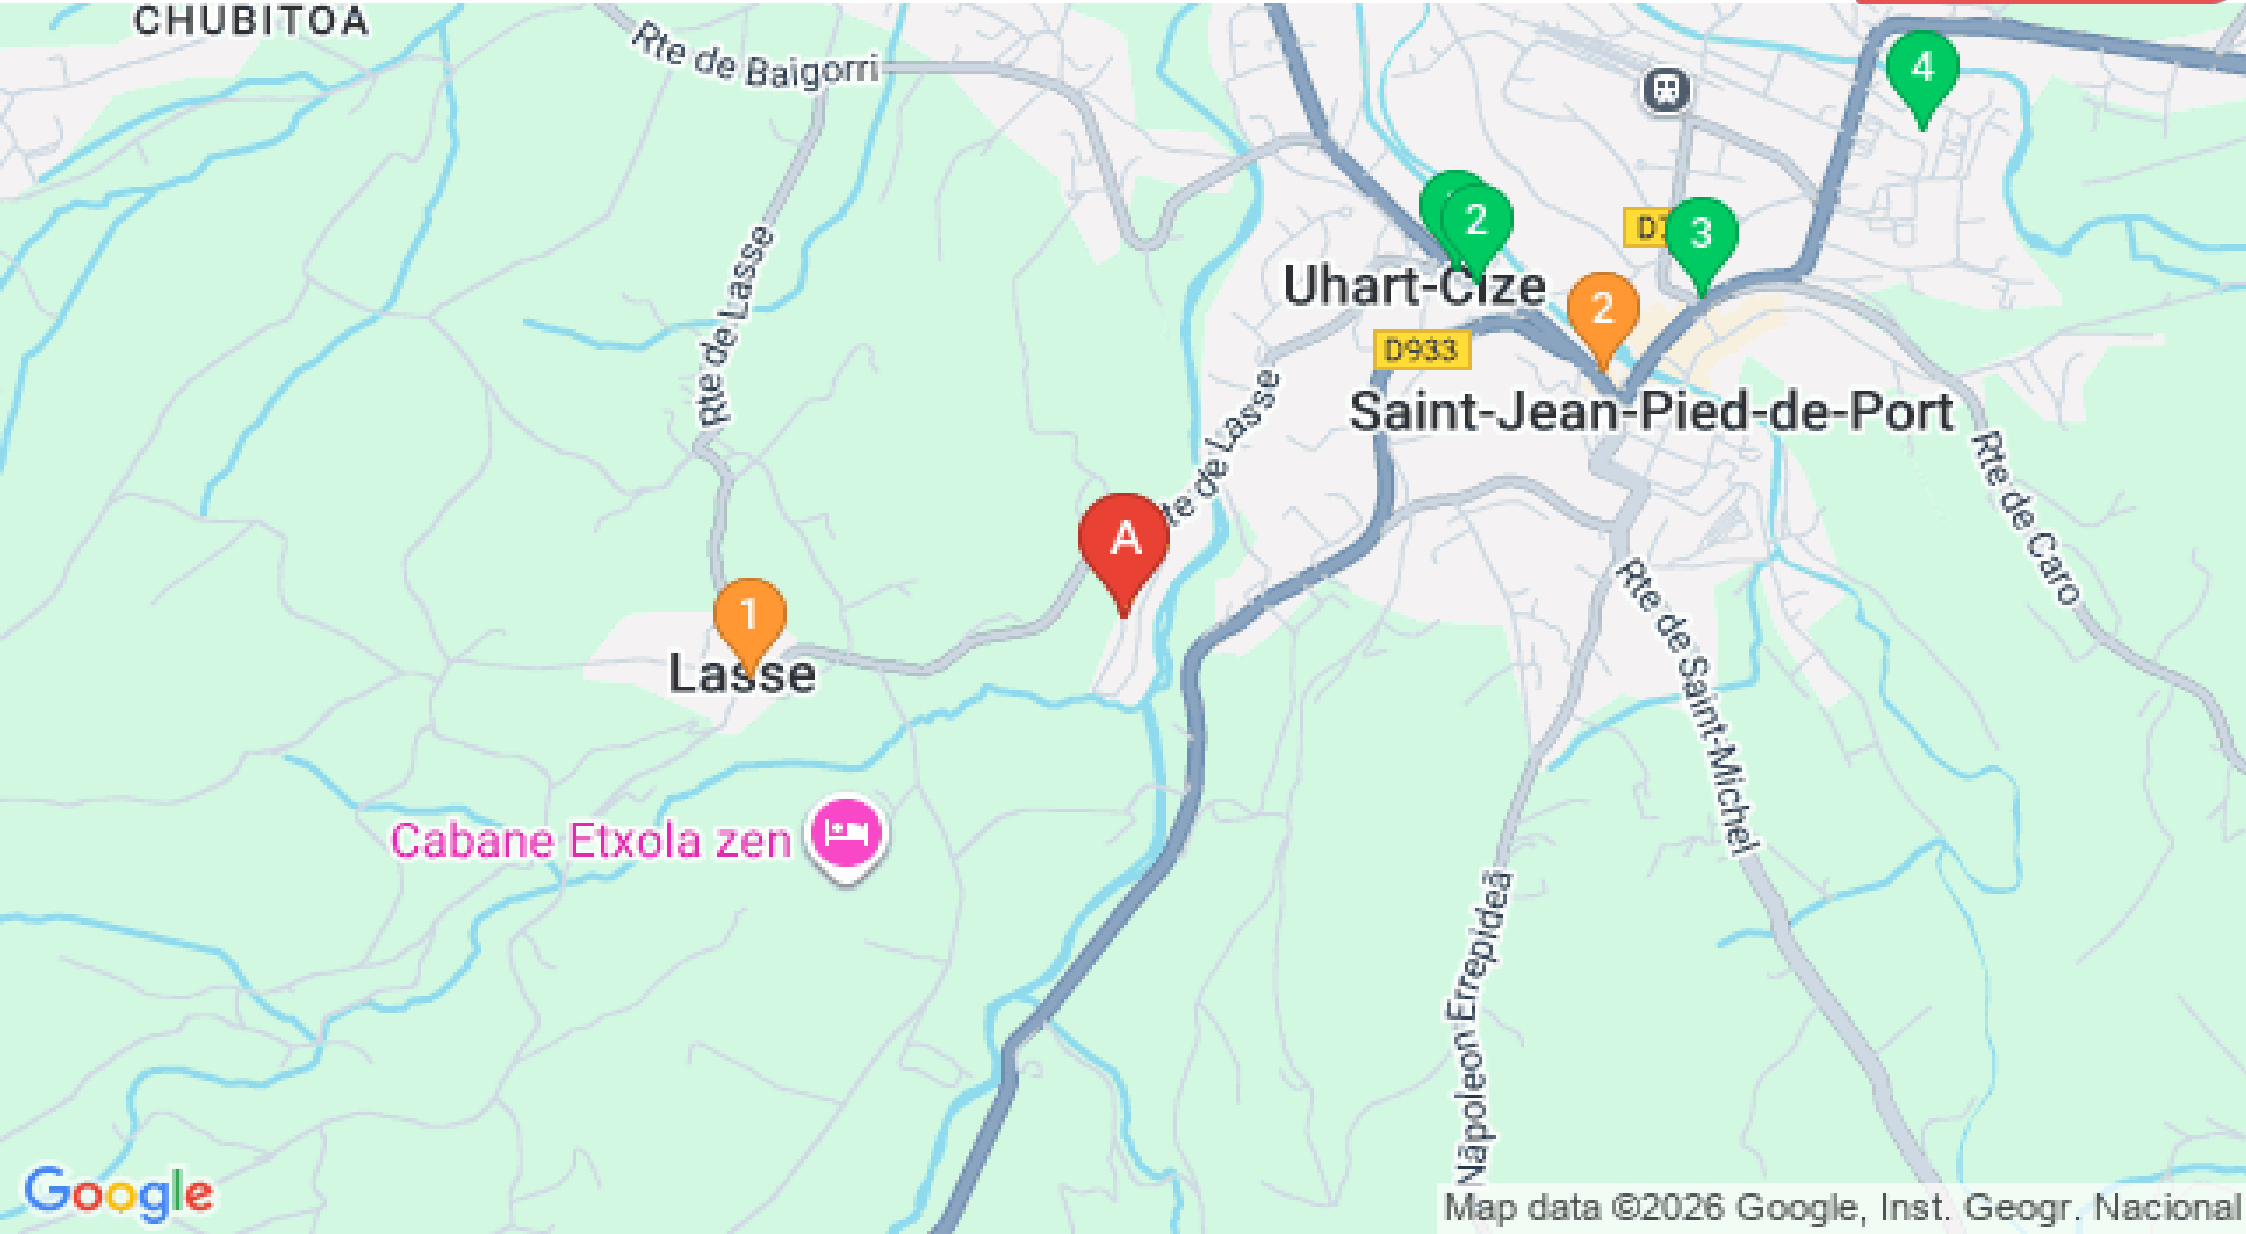 CHUBITOA
Rte de Baigorri
4
2
D7
3
Rte de Lasse
Uhart-Cize
2
D933
Saint-Jean-Pied-de-Port
Rte de Lasse
Rte de Caro
A
1
Lasse
Rte de Saint-Michel
Cabane Etxola zen
Napoleon Errepidea
Google
Map data ©2026 Google, Inst. Geogr. Nacional